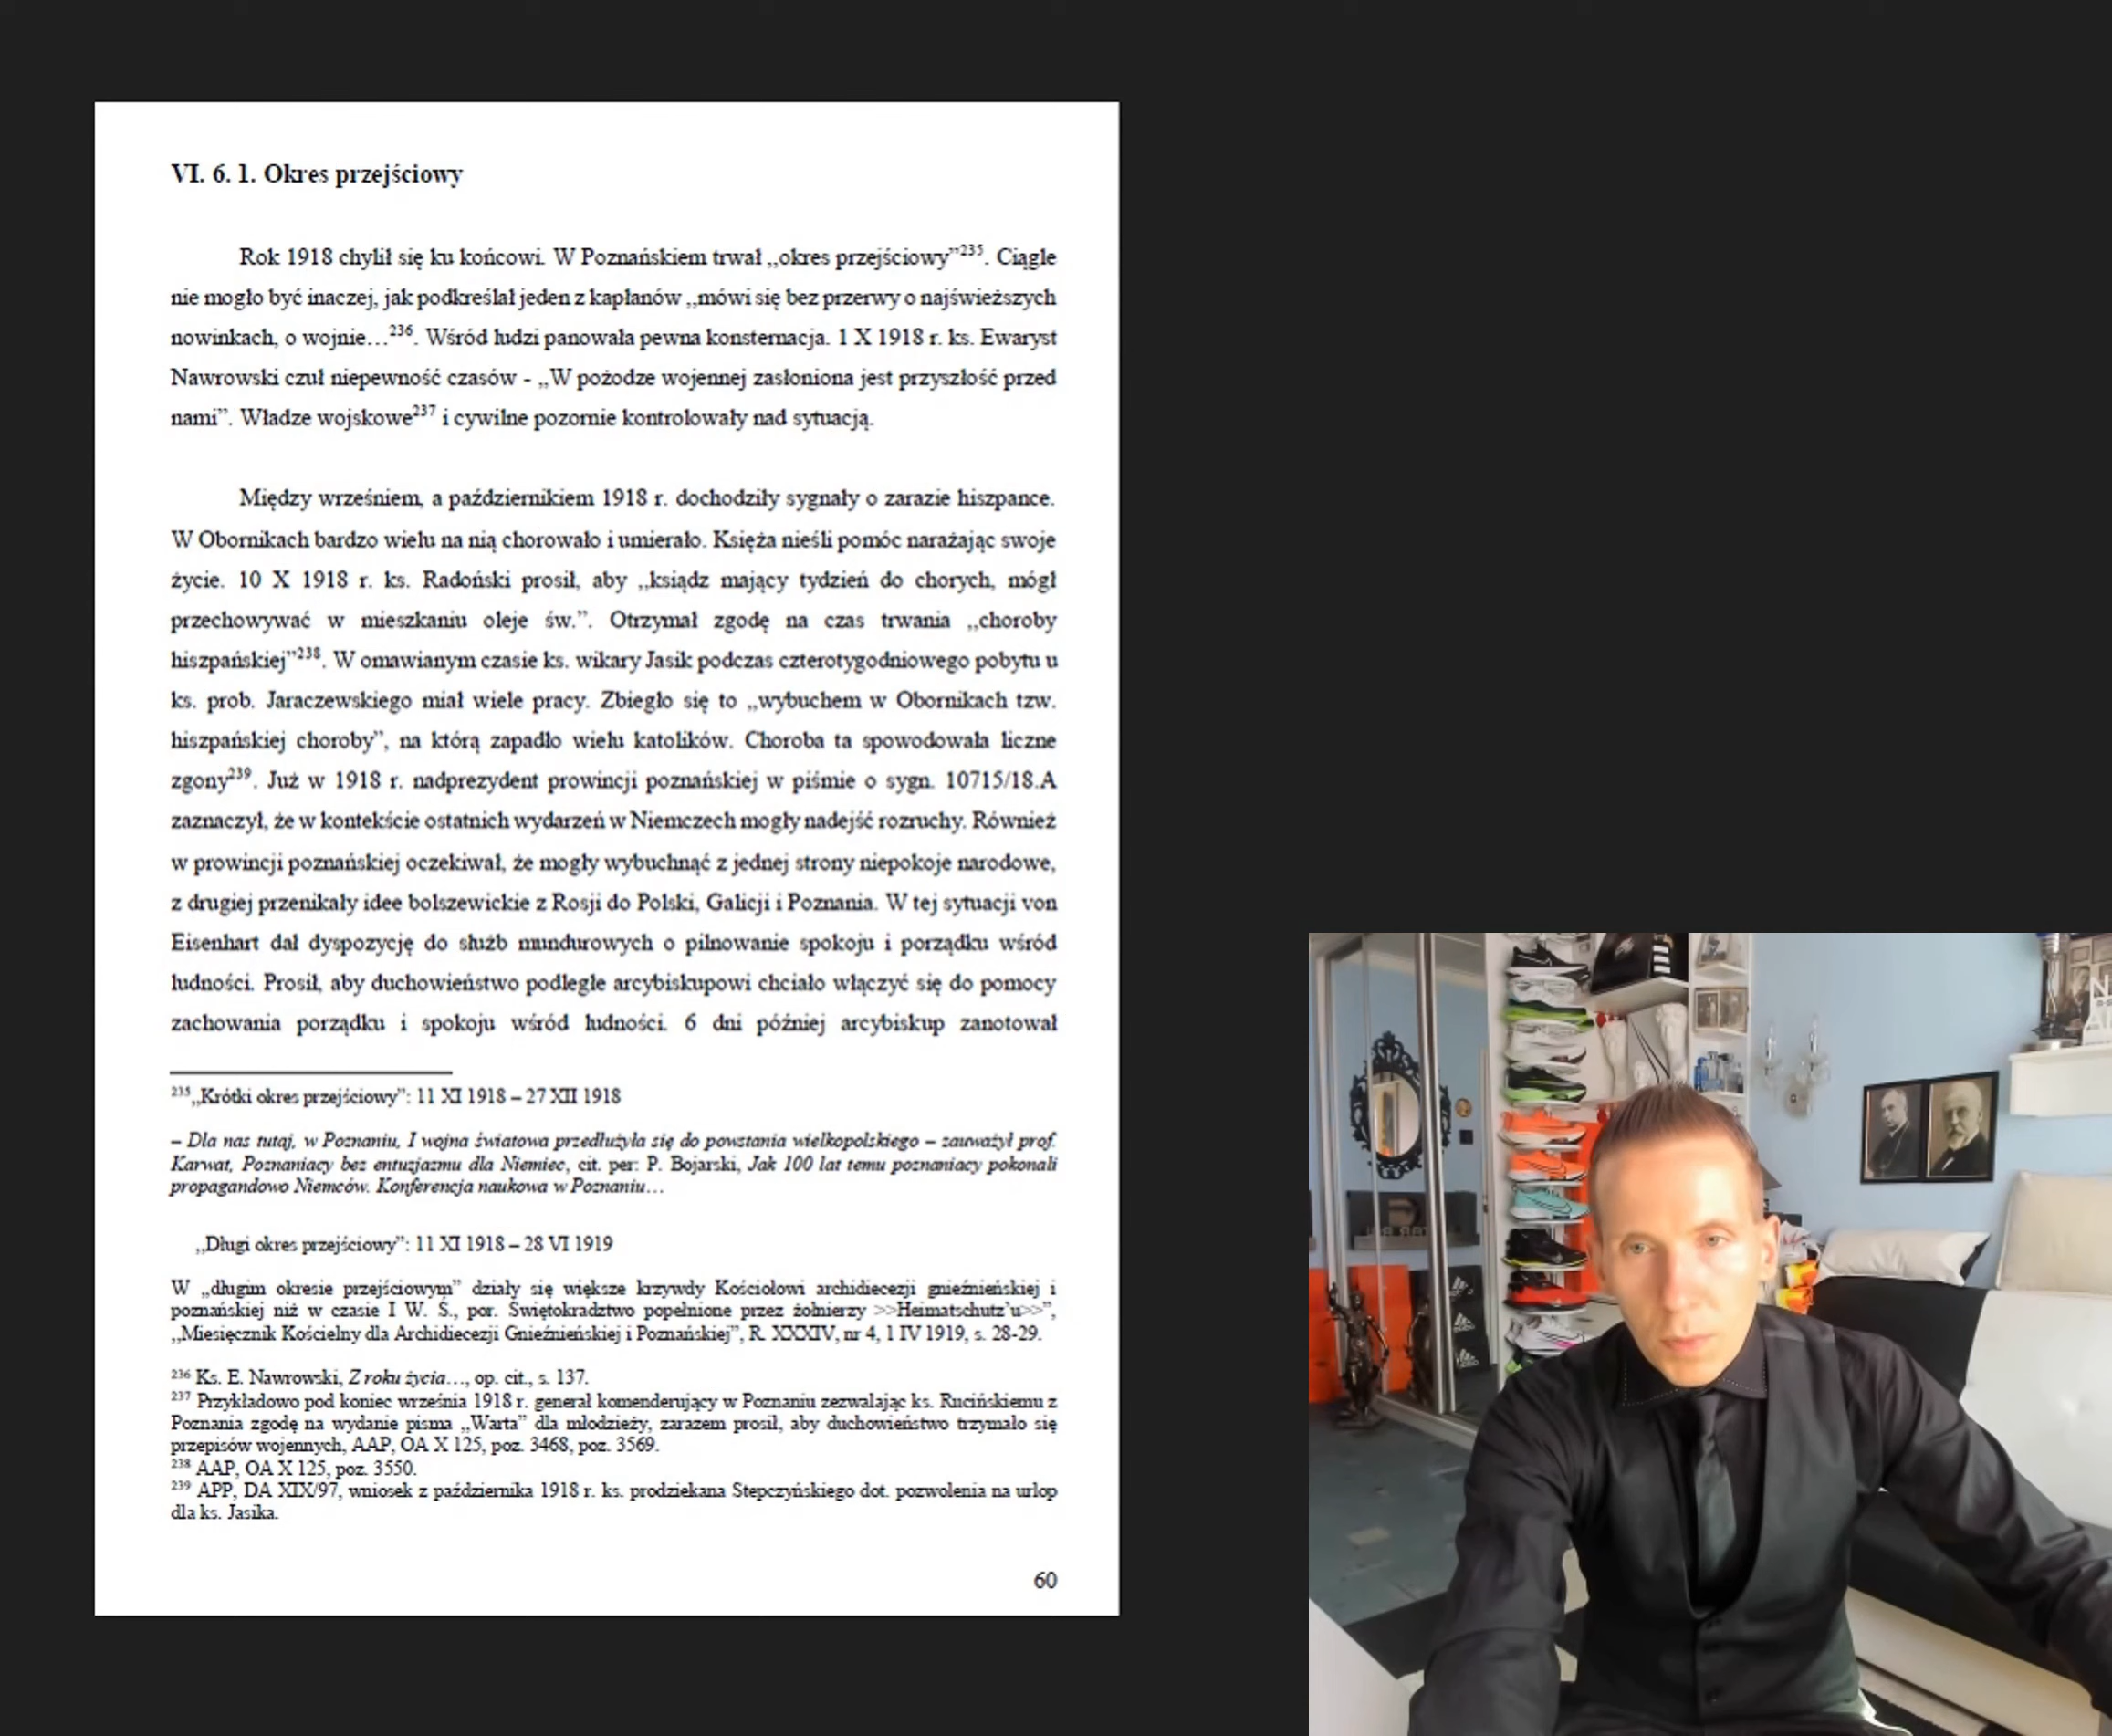 VI. 6. 1. Okres przejściowy
Rok 1918 chylił się ku końcowi. W Poznańskiem trwał „okres przejściowy”235. Ciągle
nie mogło być inaczej, jak podkreślał jeden z kapłanów „mówi się bez przerwy o najświeższych
nowinkach, o wojnie…236. Wśród ludzi panowała pewna konsternacja. 1 X 1918 r. ks. Ewaryst
Nawrowski czuł niepewność czasów - „W pożodze wojennej zasłoniona jest przyszłość przed
nami”. Władze wojskowe237 i cywilne pozornie kontrolowały nad sytuacją.
Między wrześniem, a październikiem 1918 r. dochodziły sygnały o zarazie hiszpance.
W Obornikach bardzo wielu na nią chorowało i umierało. Księża nieśli pomóc narażając swoje
życie. 10 X 1918 r. ks. Radoński prosił, aby „ksiądz mający tydzień do chorych, mógł
przechowywać w mieszkaniu oleje św.”. Otrzymał zgodę na czas trwania „choroby
hiszpańskiej”238. W omawianym czasie ks. wikary Jasik podczas czterotygodniowego pobytu u
ks. prob. Jaraczewskiego miał wiele pracy. Zbiegło się to „wybuchem w Obornikach tzw.
hiszpańskiej choroby”, na którą zapadło wielu katolików. Choroba ta spowodowała liczne
zgony239. Już w 1918 r. nadprezydent prowincji poznańskiej w piśmie o sygn. 10715/18.A
zaznaczył, że w kontekście ostatnich wydarzeń w Niemczech mogły nadejść rozruchy. Również
w prowincji poznańskiej oczekiwał, że mogły wybuchnąć z jednej strony niepokoje narodowe,
z drugiej przenikały idee bolszewickie z Rosji do Polski, Galicji i Poznania. W tej sytuacji von
Eisenhart dał dyspozycję do służb mundurowych o pilnowanie spokoju i porządku wśród
ludności. Prosił, aby duchowieństwo podległe arcybiskupowi chciało włączyć się do pomocy
zachowania porządku i spokoju wśród ludności. 6 dni później arcybiskup zanotował
235„Krótki okres przejściowy”: 11 XI 1918 – 27 XII 1918
– Dla nas tutaj, w Poznaniu, I wojna światowa przedłużyła się do powstania wielkopolskiego – zauważył prof.
Karwat, Poznaniacy bez entuzjazmu dla Niemiec, cit. per: P. Bojarski, Jak 100 lat temu poznaniacy pokonali
propagandowo Niemców. Konferencja naukowa w Poznaniu…
„Długi okres przejściowy”: 11 XI 1918 – 28 VI 1919
W „długim okresie przejściowym” działy się większe krzywdy Kościołowi archidiecezji gnieźnieńskiej i
poznańskiej niż w czasie I W. Ś., por. Świętokradztwo popełnione przez żołnierzy >>Heimatschutz’u>>”,
„Miesięcznik Kościelny dla Archidiecezji Gnieźnieńskiej i Poznańskiej”, R. XXXIV, nr 4, 1 IV 1919, s. 28-29.
236 Ks. E. Nawrowski, Z roku życia…, op. cit., s. 137.
237 Przykładowo pod koniec września 1918 r. generał komenderujący w Poznaniu zezwalając ks. Rucińskiemu z
Poznania zgodę na wydanie pisma „Warta” dla młodzieży, zarazem prosił, aby duchowieństwo trzymało się
przepisów wojennych, AAP, OA X 125, poz. 3468, poz. 3569.
238 AAP, OA X 125, poz. 3550.
239 APP, DA XIX/97, wniosek z października 1918 r. ks. prodziekana Stepczyńskiego dot. pozwolenia na urlop
dla ks. Jasika.
60